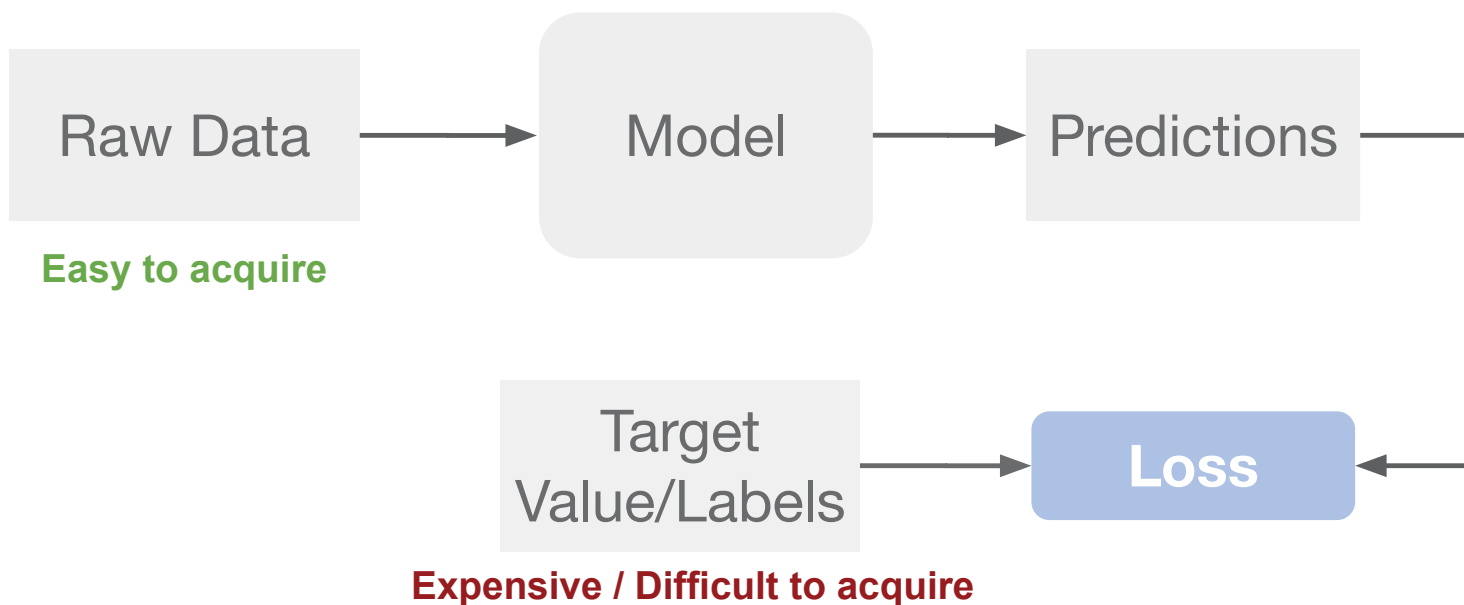 Raw Data
Model
Predictions
Easy to acquire
Target
Value/Labels
Loss
Expensive / Difficult to acquire